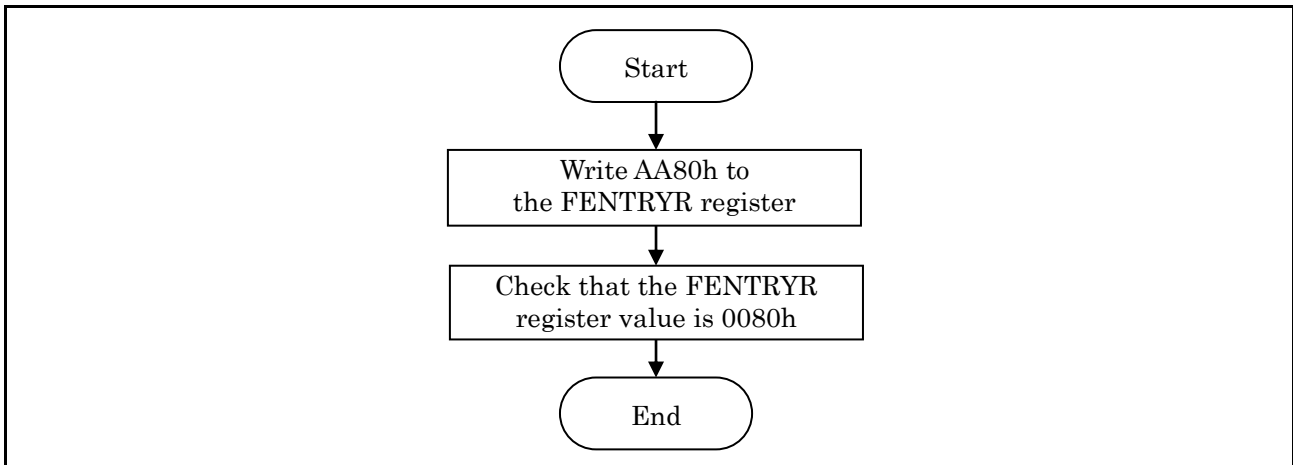 Start
Write AA80h to
the FENTRYR register
Check that the FENTRYR
register value is 0080h
End